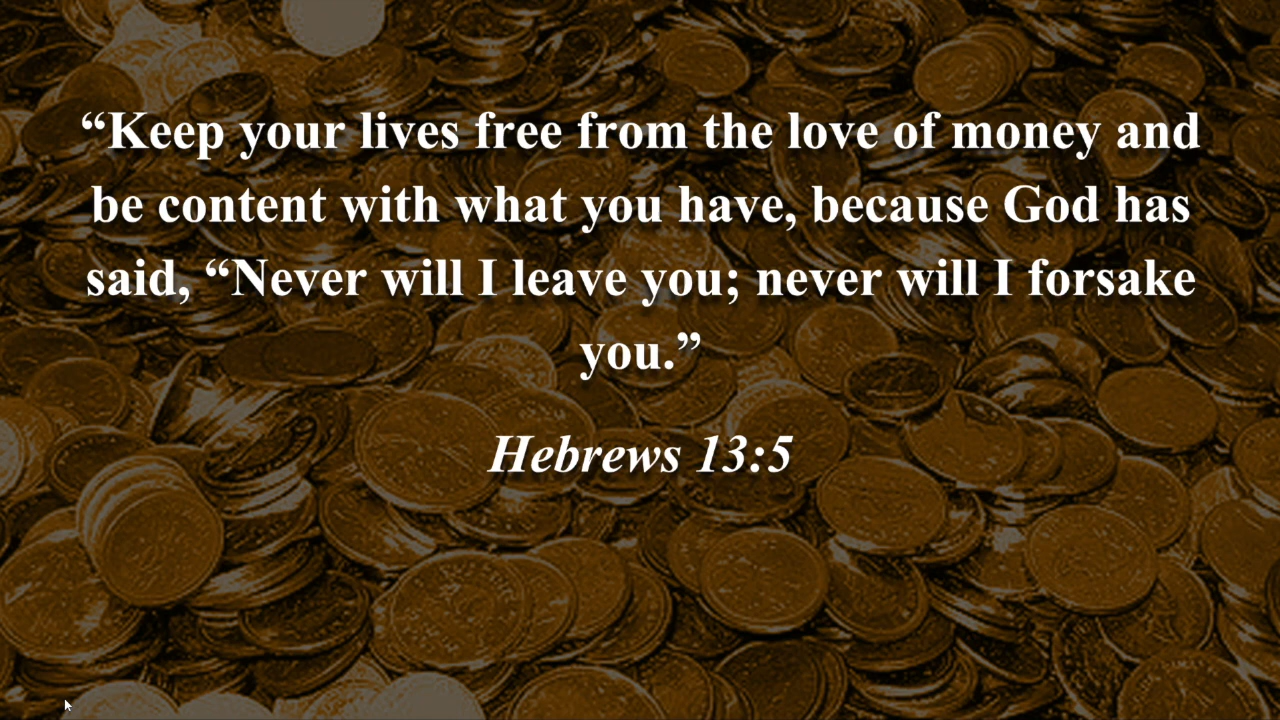 “Keep your lives free from the love of money and
be content with what you have, because God has
said, “Never will I leave you; never will I forsake
you.”
Hebrews 13:5